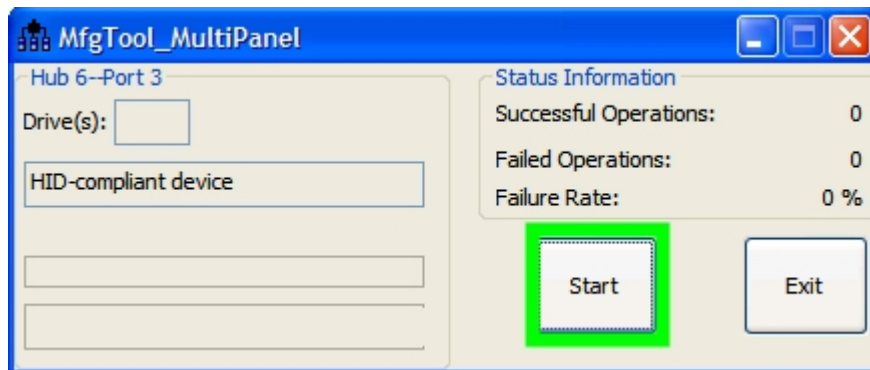 MfgTool_MultiPanel
Hub 6--Port 3
Drive(s):
HID-compliant device
Status Information
Successful Operations: 0
Failed Operations: 0
Failure Rate: 0 %
Start
Exit